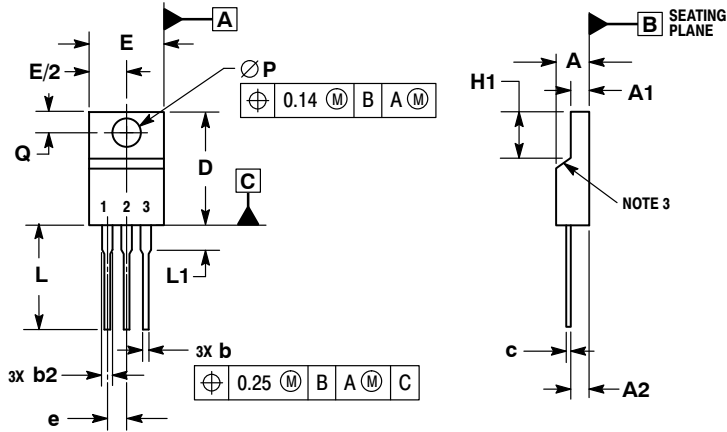 A
E
E/2
∅ P
⌖ 0.14 Ⓜ B A Ⓜ
Q
D
C
1 2 3
L
L1
3X b
3X b2
⌖ 0.25 Ⓜ B A Ⓜ C
e
B SEATING PLANE
A
H1
A1
NOTE 3
c
A2